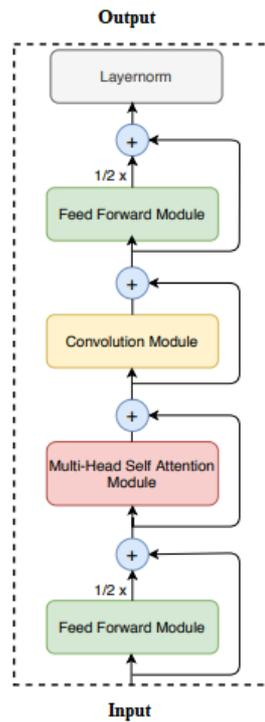 Output
Layernorm
+
1/2 x
Feed Forward Module
+
Convolution Module
+
Multi-Head Self Attention
Module
+
1/2 x
Feed Forward Module
Input